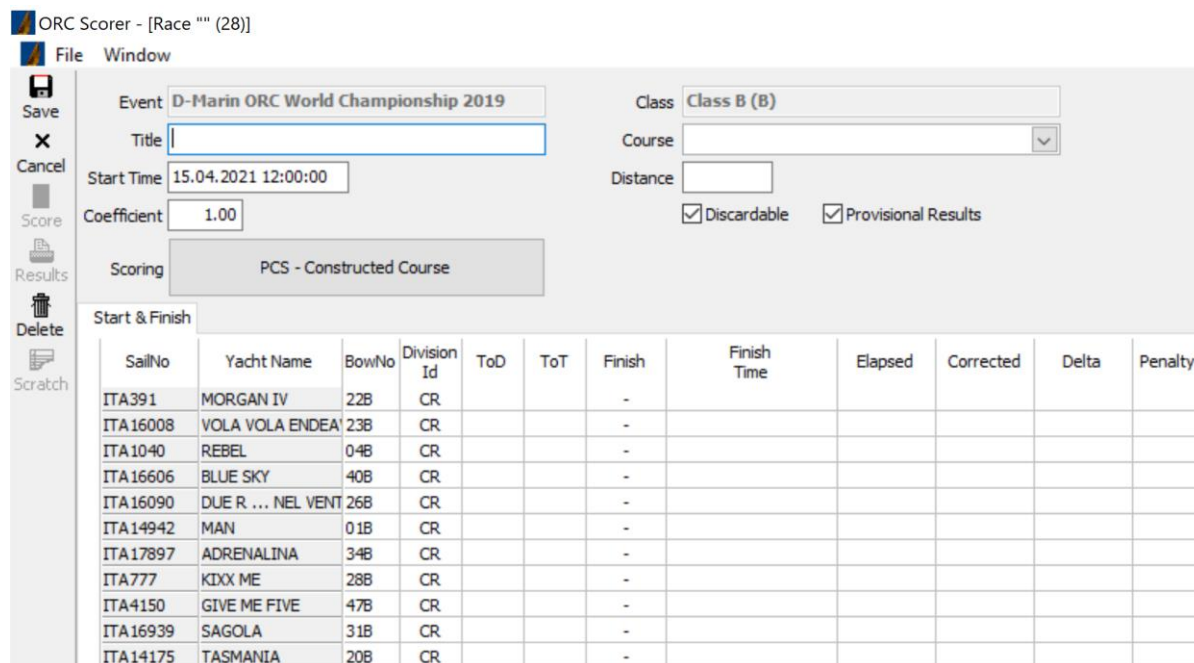 ORC Scorer - [Race "" (28)]
File Window
Save
Cancel
Score
Results
Delete
Scratch
Event D-Marin ORC World Championship 2019 Class Class B (B)
Title Course
Start Time 15.04.2021 12:00:00 Distance
Coefficient 1.00 Discardable Provisional Results
Scoring PCS - Constructed Course
Start & Finish
SailNo Yacht Name BowNo Division Id ToD ToT Finish Finish Time Elapsed Corrected Delta Penalty
ITA391 MORGAN IV 22B CR -
ITA16008 VOLA VOLA ENDEA 23B CR -
ITA1040 REBEL 04B CR -
ITA16606 BLUE SKY 40B CR -
ITA16090 DUE R ... NEL VENT 26B CR -
ITA14942 MAN 01B CR -
ITA17897 ADRENALINA 34B CR -
ITA777 KIXX ME 28B CR -
ITA4150 GIVE ME FIVE 47B CR -
ITA16939 SAGOLA 31B CR -
ITA14175 TASMANIA 20B CR -